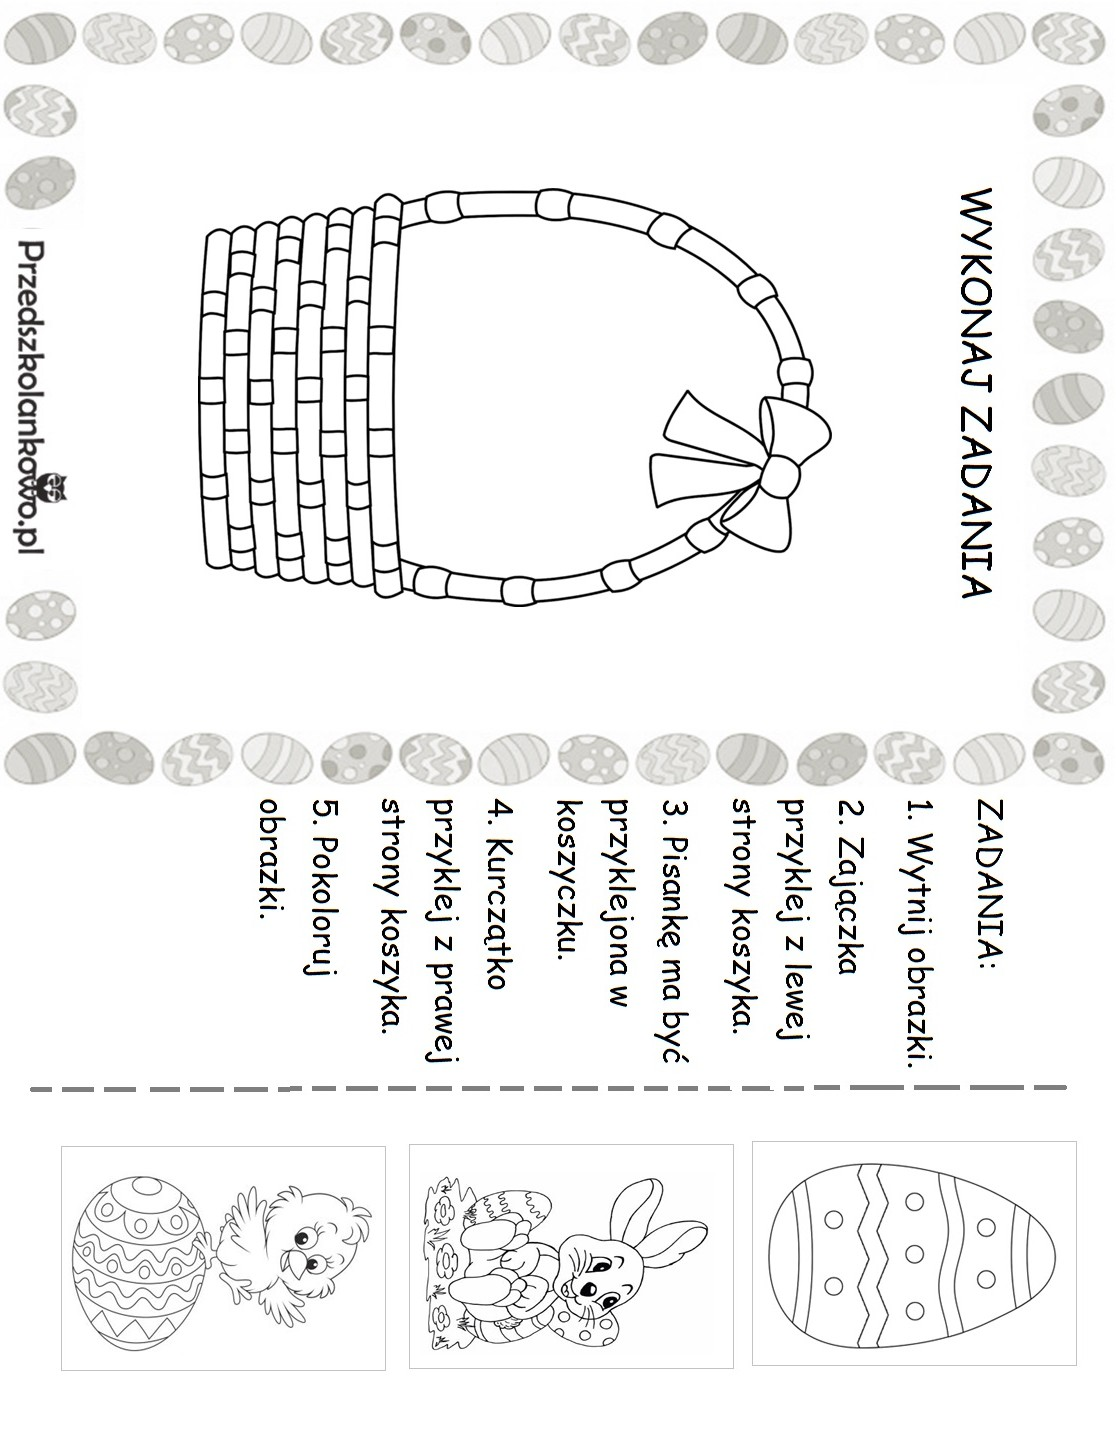 WYKONAJ ZADANIA
Przedszkolankowo.pl
ZADANIA:
1. Wytnij obrazki.
2. Zajączka
przyklej z lewej
strony koszyka.
3. Pisankę ma być
przyklejona w
koszyczku.
4. Kurczątko
przyklej z prawej
strony koszyka.
5. Pokoloruj
obrazki.